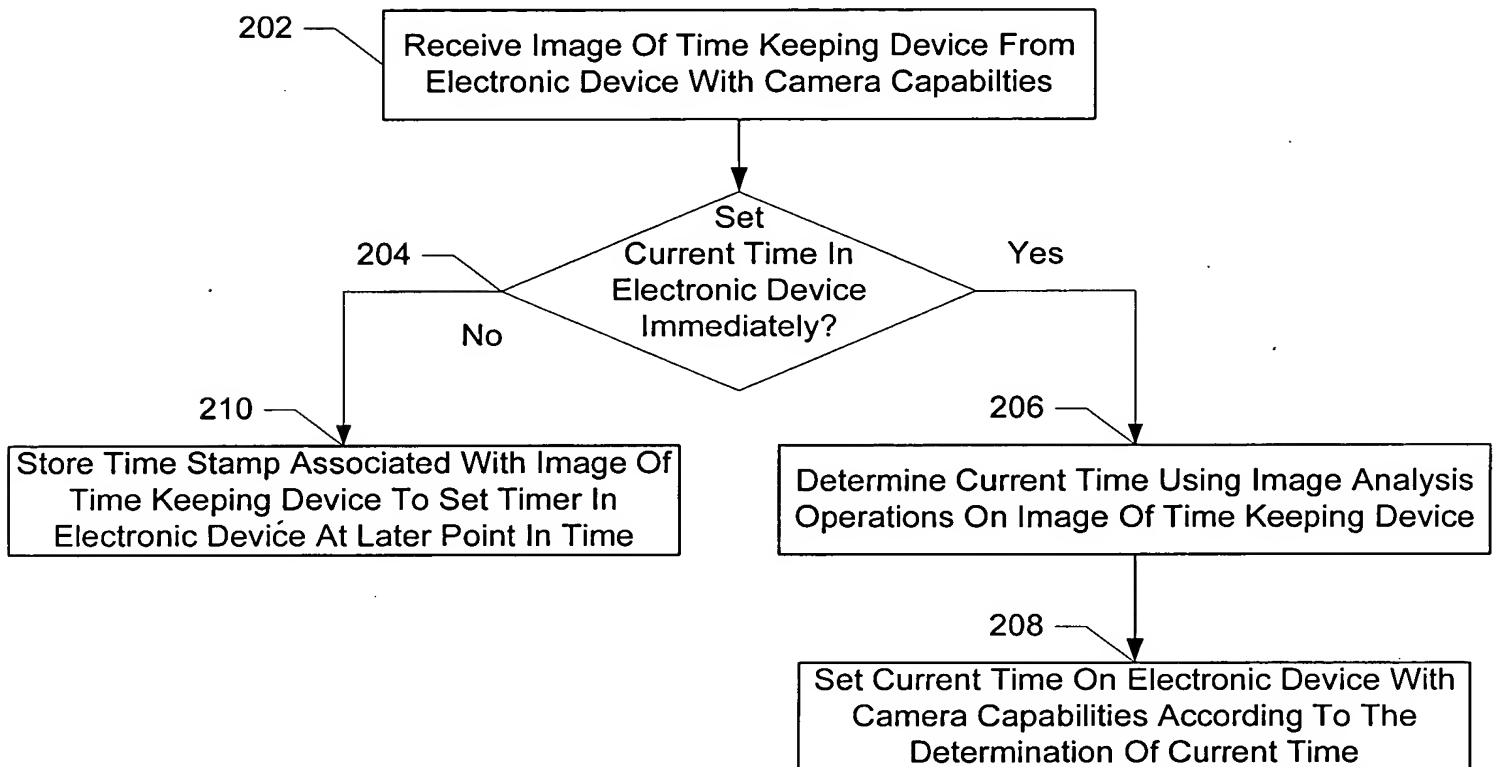 202
Receive Image Of Time Keeping Device From
Electronic Device With Camera Capabilties
204
Set
Current Time In
Electronic Device
Immediately?
Yes
No
210
Store Time Stamp Associated With Image Of
Time Keeping Device To Set Timer In
Electronic Device At Later Point In Time
206
Determine Current Time Using Image Analysis
Operations On Image Of Time Keeping Device
208
Set Current Time On Electronic Device With
Camera Capabilities According To The
Determination Of Current Time